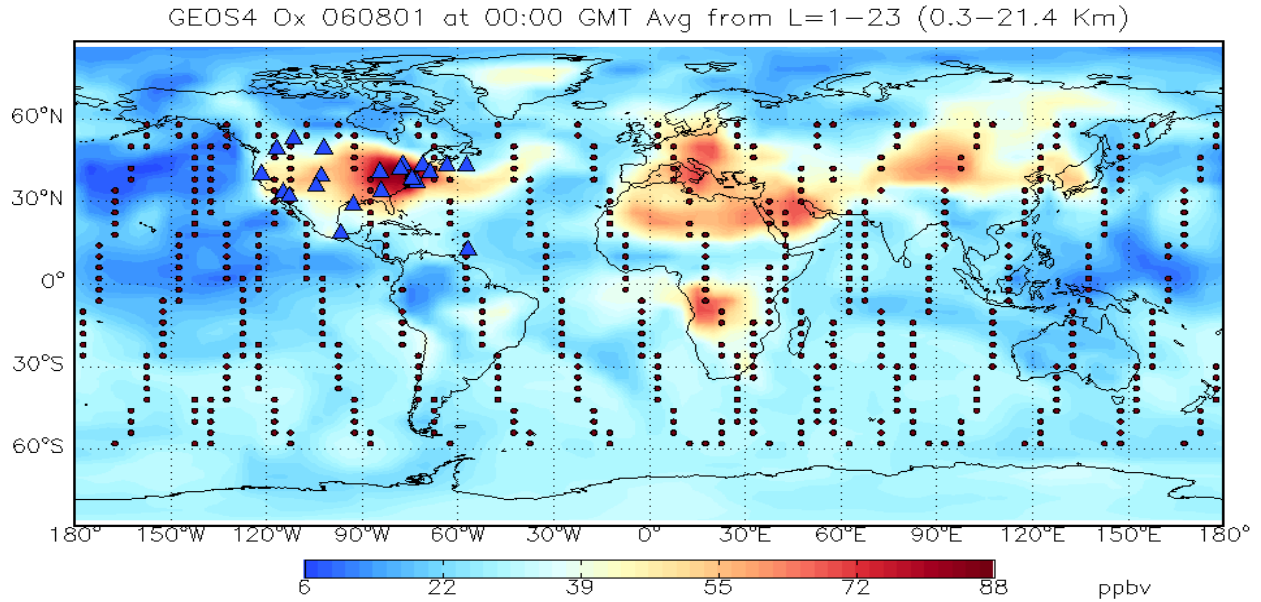 GEOS4 Ox 060801 at 00:00 GMT Avg from L=1−23 (0.3−21.4 Km)
60°N
30°N
0°
30°S
60°S
180° 150°W 120°W 90°W 60°W 30°W 0° 30°E 60°E 90°E 120°E 150°E 180°
6 22 39 55 72 88 ppbv